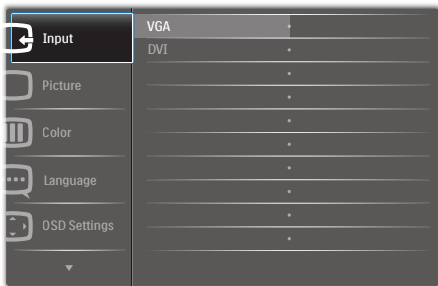 Input
Picture
Color
Language
OSD Settings
VGA
DVI